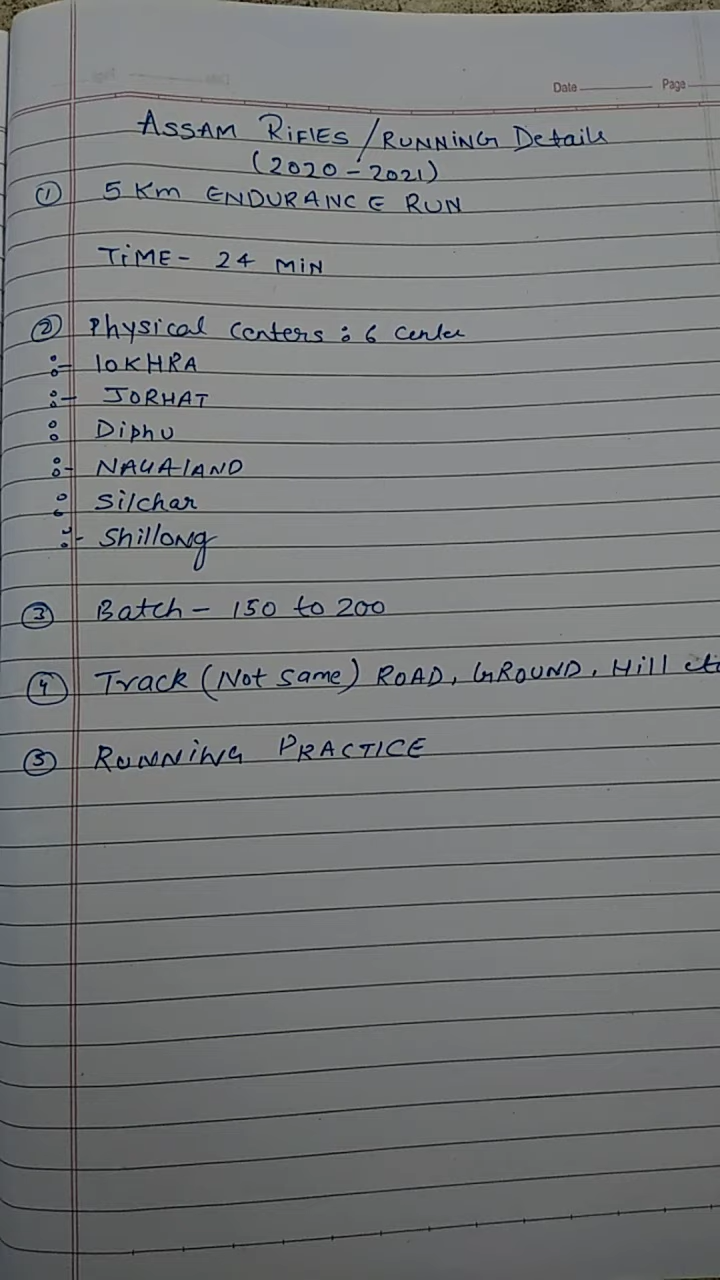 Date Page
ASSAM RIFlES / RUNNING Details
(2020-2021)
① 5 Km ENDURANCE RUN
TiME- 24 MiN
② Physical Centers : 6 Center
:- lOKHRA
:- JORHAT
: Diphu
:- NAGAlAND
: Silchar
:- Shillong
③ Batch - 150 to 200
④ Track (Not Same) ROAD, GROUND, Hill etc
⑤ RUNNiNG PRACTICE